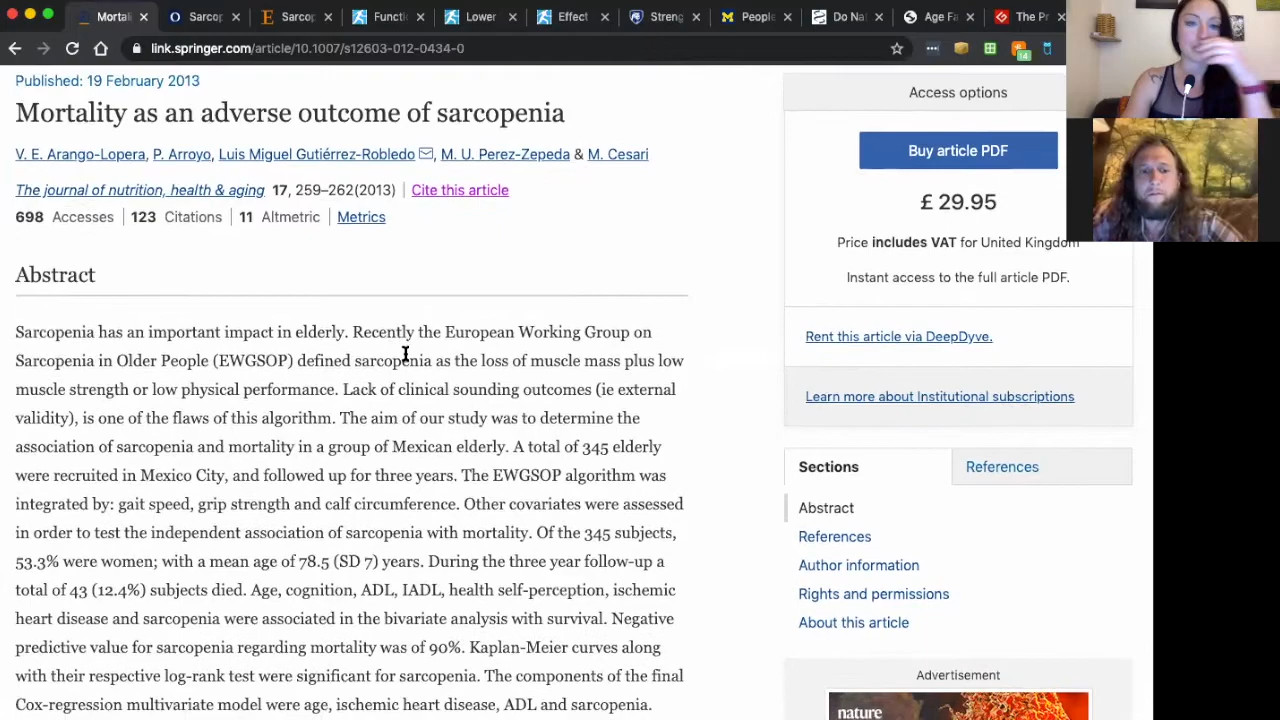 Mortali
Sarcop
Sarcop
Functi
Lower
Effect
Streng
People
Do Na
Age Fa
The Pr
link.springer.com/article/10.1007/s12603-012-0434-0
14
Published: 19 February 2013
Mortality as an adverse outcome of sarcopenia
V. E. Arango-Lopera, P. Arroyo, Luis Miguel Gutiérrez-Robledo, M. U. Perez-Zepeda & M. Cesari
The journal of nutrition, health & aging 17, 259–262(2013) | Cite this article
698 Accesses | 123 Citations | 11 Altmetric | Metrics
Abstract
Sarcopenia has an important impact in elderly. Recently the European Working Group on
Sarcopenia in Older People (EWGSOP) defined sarcopenia as the loss of muscle mass plus low
muscle strength or low physical performance. Lack of clinical sounding outcomes (ie external
validity), is one of the flaws of this algorithm. The aim of our study was to determine the
association of sarcopenia and mortality in a group of Mexican elderly. A total of 345 elderly
were recruited in Mexico City, and followed up for three years. The EWGSOP algorithm was
integrated by: gait speed, grip strength and calf circumference. Other covariates were assessed
in order to test the independent association of sarcopenia with mortality. Of the 345 subjects,
53.3% were women; with a mean age of 78.5 (SD 7) years. During the three year follow-up a
total of 43 (12.4%) subjects died. Age, cognition, ADL, IADL, health self-perception, ischemic
heart disease and sarcopenia were associated in the bivariate analysis with survival. Negative
predictive value for sarcopenia regarding mortality was of 90%. Kaplan-Meier curves along
with their respective log-rank test were significant for sarcopenia. The components of the final
Cox-regression multivariate model were age, ischemic heart disease, ADL and sarcopenia.
Access options
Buy article PDF
£ 29.95
Price includes VAT for United Kingdom
Instant access to the full article PDF.
Rent this article via DeepDyve.
Learn more about Institutional subscriptions
Sections
References
Abstract
References
Author information
Rights and permissions
About this article
Advertisement
nature